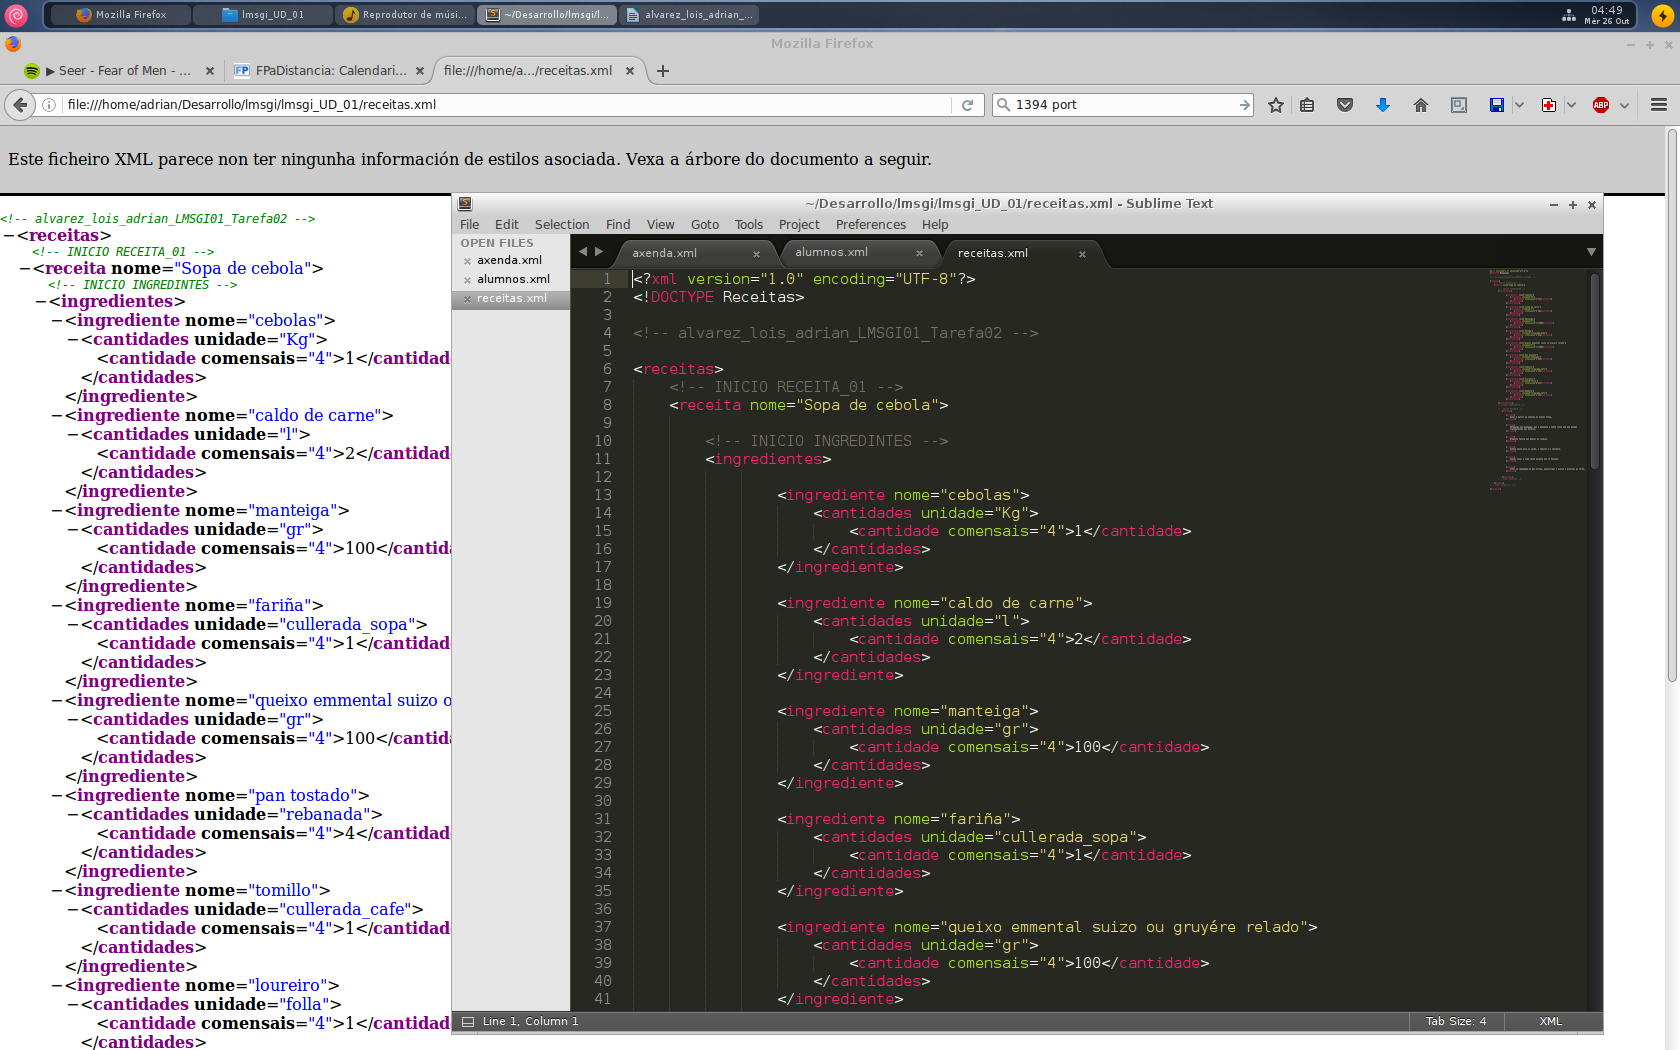 Mozilla Firefox
lmsgi_UD_01
Reprodutor de músi...
~/Desarrollo/lmsgi/l...
alvarez_lois_adrian_...
04:49
Mér 26 Out
Mozilla Firefox
▶ Seer - Fear of Men - ...
FPaDistancia: Calendari...
file:///home/a.../receitas.xml
file:///home/adrian/Desarrollo/lmsgi/lmsgi_UD_01/receitas.xml
1394 port
ABP
Este ficheiro XML parece non ter ningunha información de estilos asociada. Vexa a árbore do documento a seguir.
<!-- alvarez_lois_adrian_LMSGI01_Tarefa02 -->
−<receitas>
<!-- INICIO RECEITA_01 -->
−<receita nome="Sopa de cebola">
<!-- INICIO INGREDINTES -->
−<ingredientes>
−<ingrediente nome="cebolas">
−<cantidades unidade="Kg">
<cantidade comensais="4">1</cantidad
</cantidades>
</ingrediente>
−<ingrediente nome="caldo de carne">
−<cantidades unidade="l">
<cantidade comensais="4">2</cantidad
</cantidades>
</ingrediente>
−<ingrediente nome="manteiga">
−<cantidades unidade="gr">
<cantidade comensais="4">100</cantida
</cantidades>
</ingrediente>
−<ingrediente nome="fariña">
−<cantidades unidade="cullerada_sopa">
<cantidade comensais="4">1</cantidad
</cantidades>
</ingrediente>
−<ingrediente nome="queixo emmental suizo o
−<cantidades unidade="gr">
<cantidade comensais="4">100</cantida
</cantidades>
</ingrediente>
−<ingrediente nome="pan tostado">
−<cantidades unidade="rebanada">
<cantidade comensais="4">4</cantidad
</cantidades>
</ingrediente>
−<ingrediente nome="tomillo">
−<cantidades unidade="cullerada_cafe">
<cantidade comensais="4">1</cantidad
</cantidades>
</ingrediente>
−<ingrediente nome="loureiro">
−<cantidades unidade="folla">
<cantidade comensais="4">1</cantidad
</cantidades>
~/Desarrollo/lmsgi/lmsgi_UD_01/receitas.xml - Sublime Text
File Edit Selection Find View Goto Tools Project Preferences Help
OPEN FILES
axenda.xml
alumnos.xml
receitas.xml
axenda.xml
alumnos.xml
receitas.xml
1 <?xml version="1.0" encoding="UTF-8"?>
2 <!DOCTYPE Receitas>
3
4 <!-- alvarez_lois_adrian_LMSGI01_Tarefa02 -->
5
6 <receitas>
7 <!-- INICIO RECEITA_01 -->
8 <receita nome="Sopa de cebola">
9
10 <!-- INICIO INGREDINTES -->
11 <ingredientes>
12
13 <ingrediente nome="cebolas">
14 <cantidades unidade="Kg">
15 <cantidade comensais="4">1</cantidade>
16 </cantidades>
17 </ingrediente>
18
19 <ingrediente nome="caldo de carne">
20 <cantidades unidade="l">
21 <cantidade comensais="4">2</cantidade>
22 </cantidades>
23 </ingrediente>
24
25 <ingrediente nome="manteiga">
26 <cantidades unidade="gr">
27 <cantidade comensais="4">100</cantidade>
28 </cantidades>
29 </ingrediente>
30
31 <ingrediente nome="fariña">
32 <cantidades unidade="cullerada_sopa">
33 <cantidade comensais="4">1</cantidade>
34 </cantidades>
35 </ingrediente>
36
37 <ingrediente nome="queixo emmental suizo ou gruyére relado">
38 <cantidades unidade="gr">
39 <cantidade comensais="4">100</cantidade>
40 </cantidades>
41 </ingrediente>
Line 1, Column 1
Tab Size: 4
XML